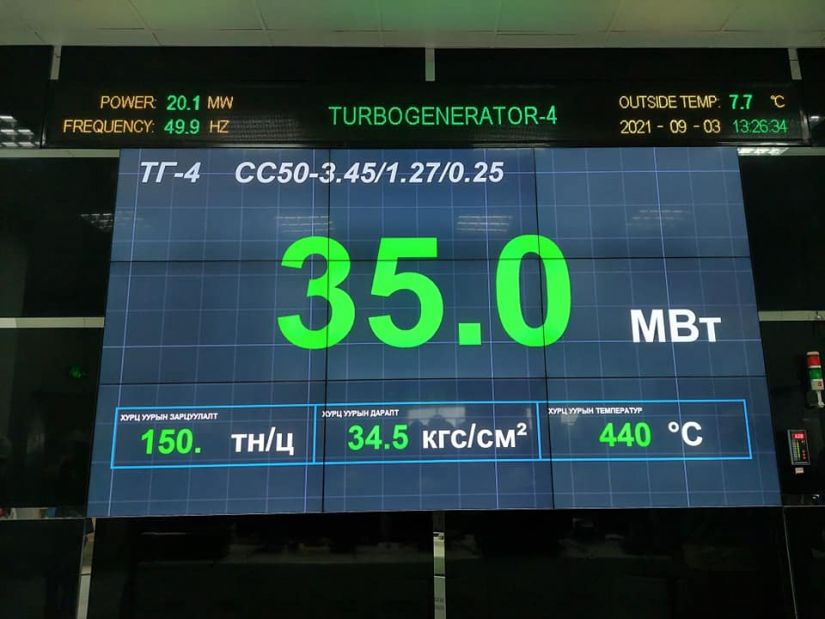 POWER: 20.1 MW
FREQUENCY: 49.9 HZ
TURBOGENERATOR-4
OUTSIDE TEMP: 7.7 °C
2021 - 09 - 03 13:26:34
ТГ-4 CC50-3.45/1.27/0.25
35.0 МВт
ХУРЦ УУРЫН ЗАРЦУУЛАЛТ
150. тн/ц
ХУРЦ УУРЫН ДАРАЛТ
34.5 кгс/см²
ХУРЦ УУРЫН ТЕМПЕРАТУР
440 °C